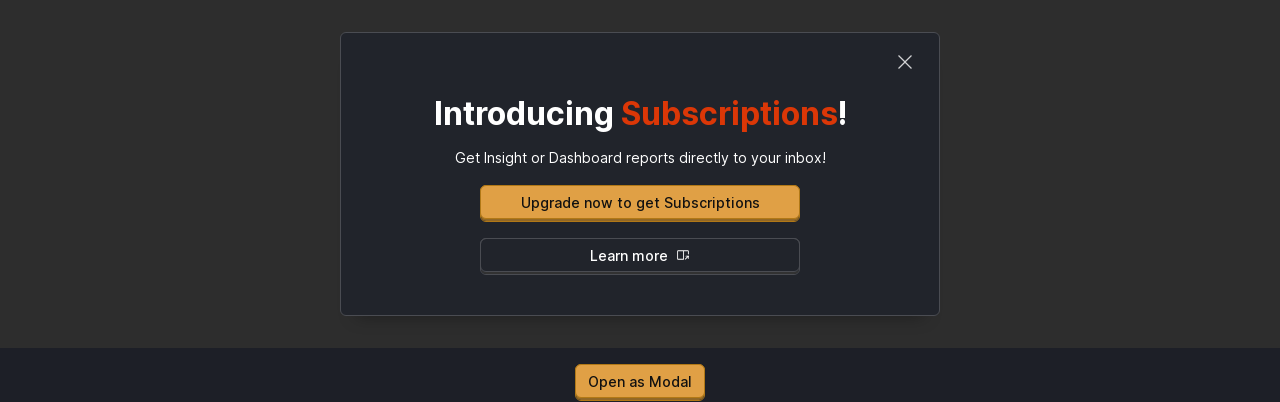 Introducing Subscriptions!
Get Insight or Dashboard reports directly to your inbox!
Upgrade now to get Subscriptions
Learn more
Open as Modal